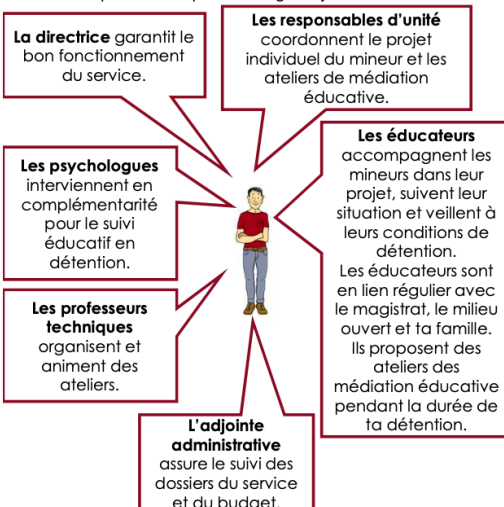 La directrice garantit le
bon fonctionnement
du service.
Les responsables d'unité
coordonnent le projet
individuel du mineur et les
ateliers de médiation
éducative.
Les psychologues
interviennent en
complémentarité
pour le suivi
éducatif en
détention.
Les éducateurs
accompagnent les
mineurs dans leur
projet, suivent leur
situation et veillent à
leurs conditions de
détention.
Les éducateurs sont
en lien régulier avec
le magistrat, le milieu
ouvert et ta famille.
Ils proposent des
ateliers des
médiation éducative
pendant la durée de
ta détention.
Les professeurs
techniques
organisent et
animent des
ateliers.
L'adjointe
administrative
assure le suivi des
dossiers du service
et du budget.